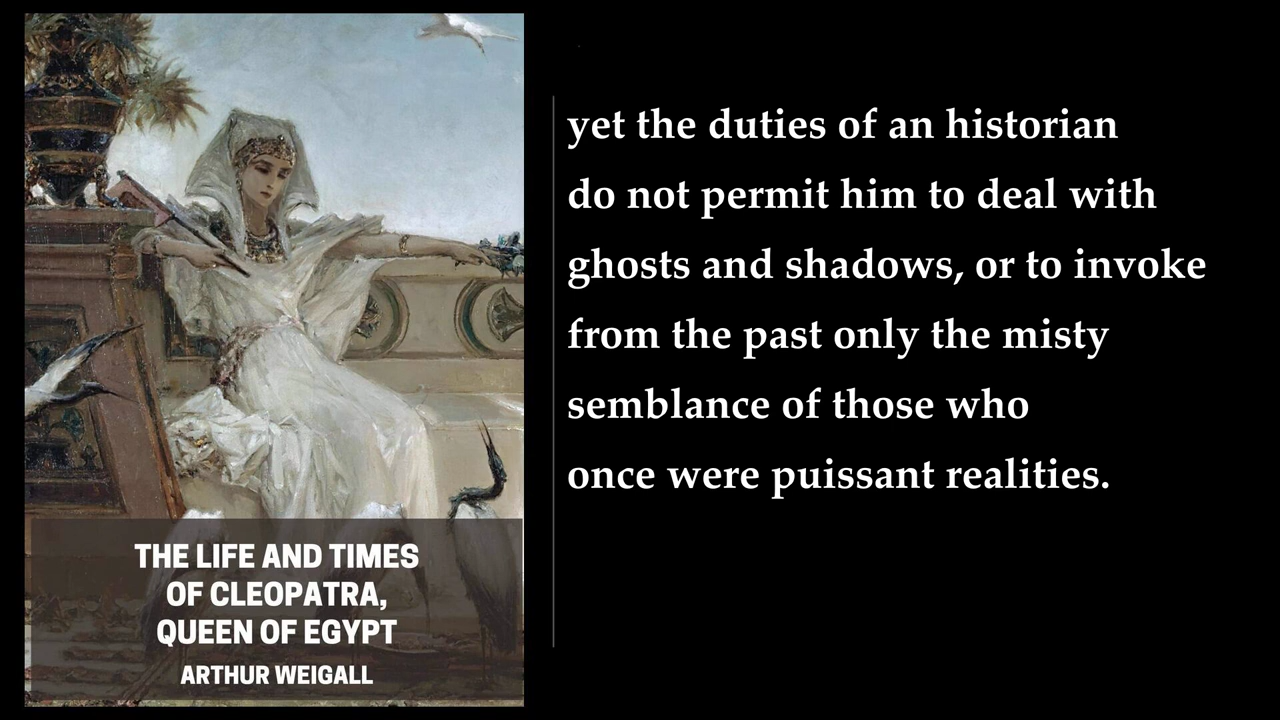 yet the duties of an historian
do not permit him to deal with
ghosts and shadows, or to invoke
from the past only the misty
semblance of those who
once were puissant realities.
THE LIFE AND TIMES
OF CLEOPATRA,
QUEEN OF EGYPT
ARTHUR WEIGALL